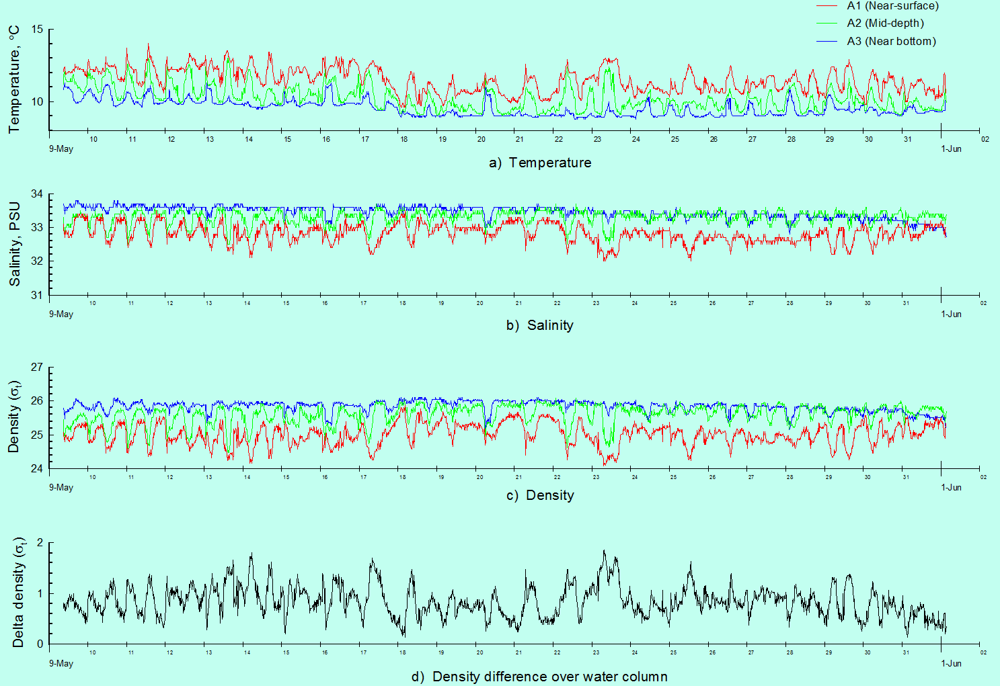 A1 (Near-surface)
A2 (Mid-depth)
A3 (Near bottom)
Temperature, °C
15
10
10 11 12 13 14 15 16 17 18 19 20 21 22 23 24 25 26 27 28 29 30 31 02
9-May 1-Jun
a) Temperature
Salinity, PSU
34
33
32
31
10 11 12 13 14 15 16 17 18 19 20 21 22 23 24 25 26 27 28 29 30 31 02
9-May 1-Jun
b) Salinity
Density (σt)
27
26
25
24
10 11 12 13 14 15 16 17 18 19 20 21 22 23 24 25 26 27 28 29 30 31 02
9-May 1-Jun
c) Density
Delta density (σt)
2
1
0
10 11 12 13 14 15 16 17 18 19 20 21 22 23 24 25 26 27 28 29 30 31 02
9-May 1-Jun
d) Density difference over water column